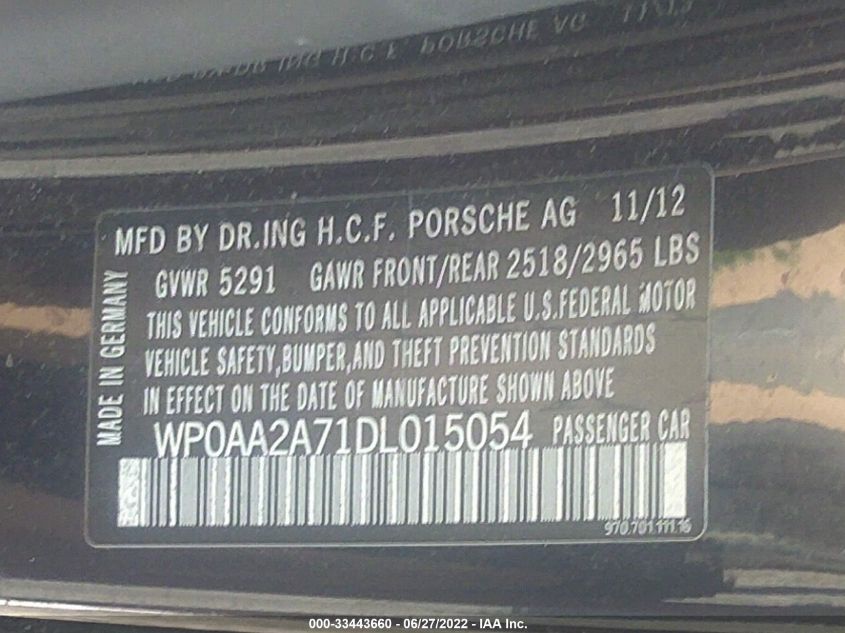 MFD BY DR.ING H.C.F. PORSCHE AG 11/12
GVWR 5291 GAWR FRONT/REAR 2518/2965 LBS
THIS VEHICLE CONFORMS TO ALL APPLICABLE U.S.FEDERAL MOTOR
VEHICLE SAFETY,BUMPER,AND THEFT PREVENTION STANDARDS
IN EFFECT ON THE DATE OF MANUFACTURE SHOWN ABOVE
WP0AA2A71DL015054 PASSENGER CAR
MADE IN GERMANY
970.701.111.16
000-33443660 - 06/27/2022 - IAA Inc.